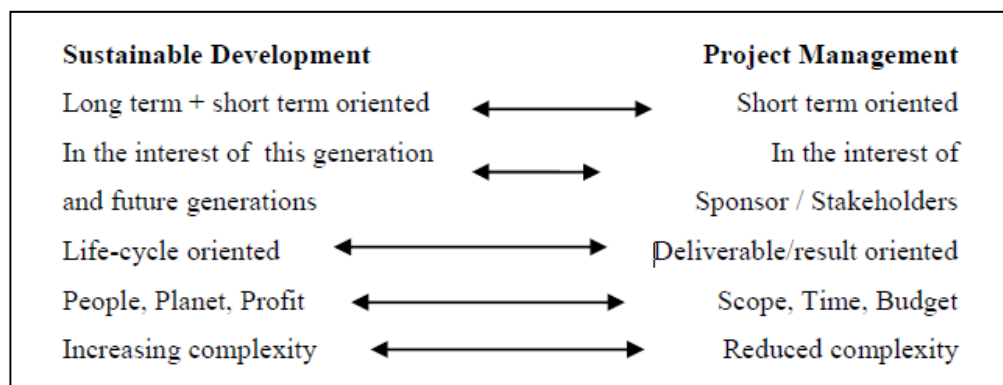 Sustainable Development Project Management
Long term + short term oriented Short term oriented
In the interest of this generation In the interest of
and future generations Sponsor / Stakeholders
Life-cycle oriented Deliverable/result oriented
People, Planet, Profit Scope, Time, Budget
Increasing complexity Reduced complexity